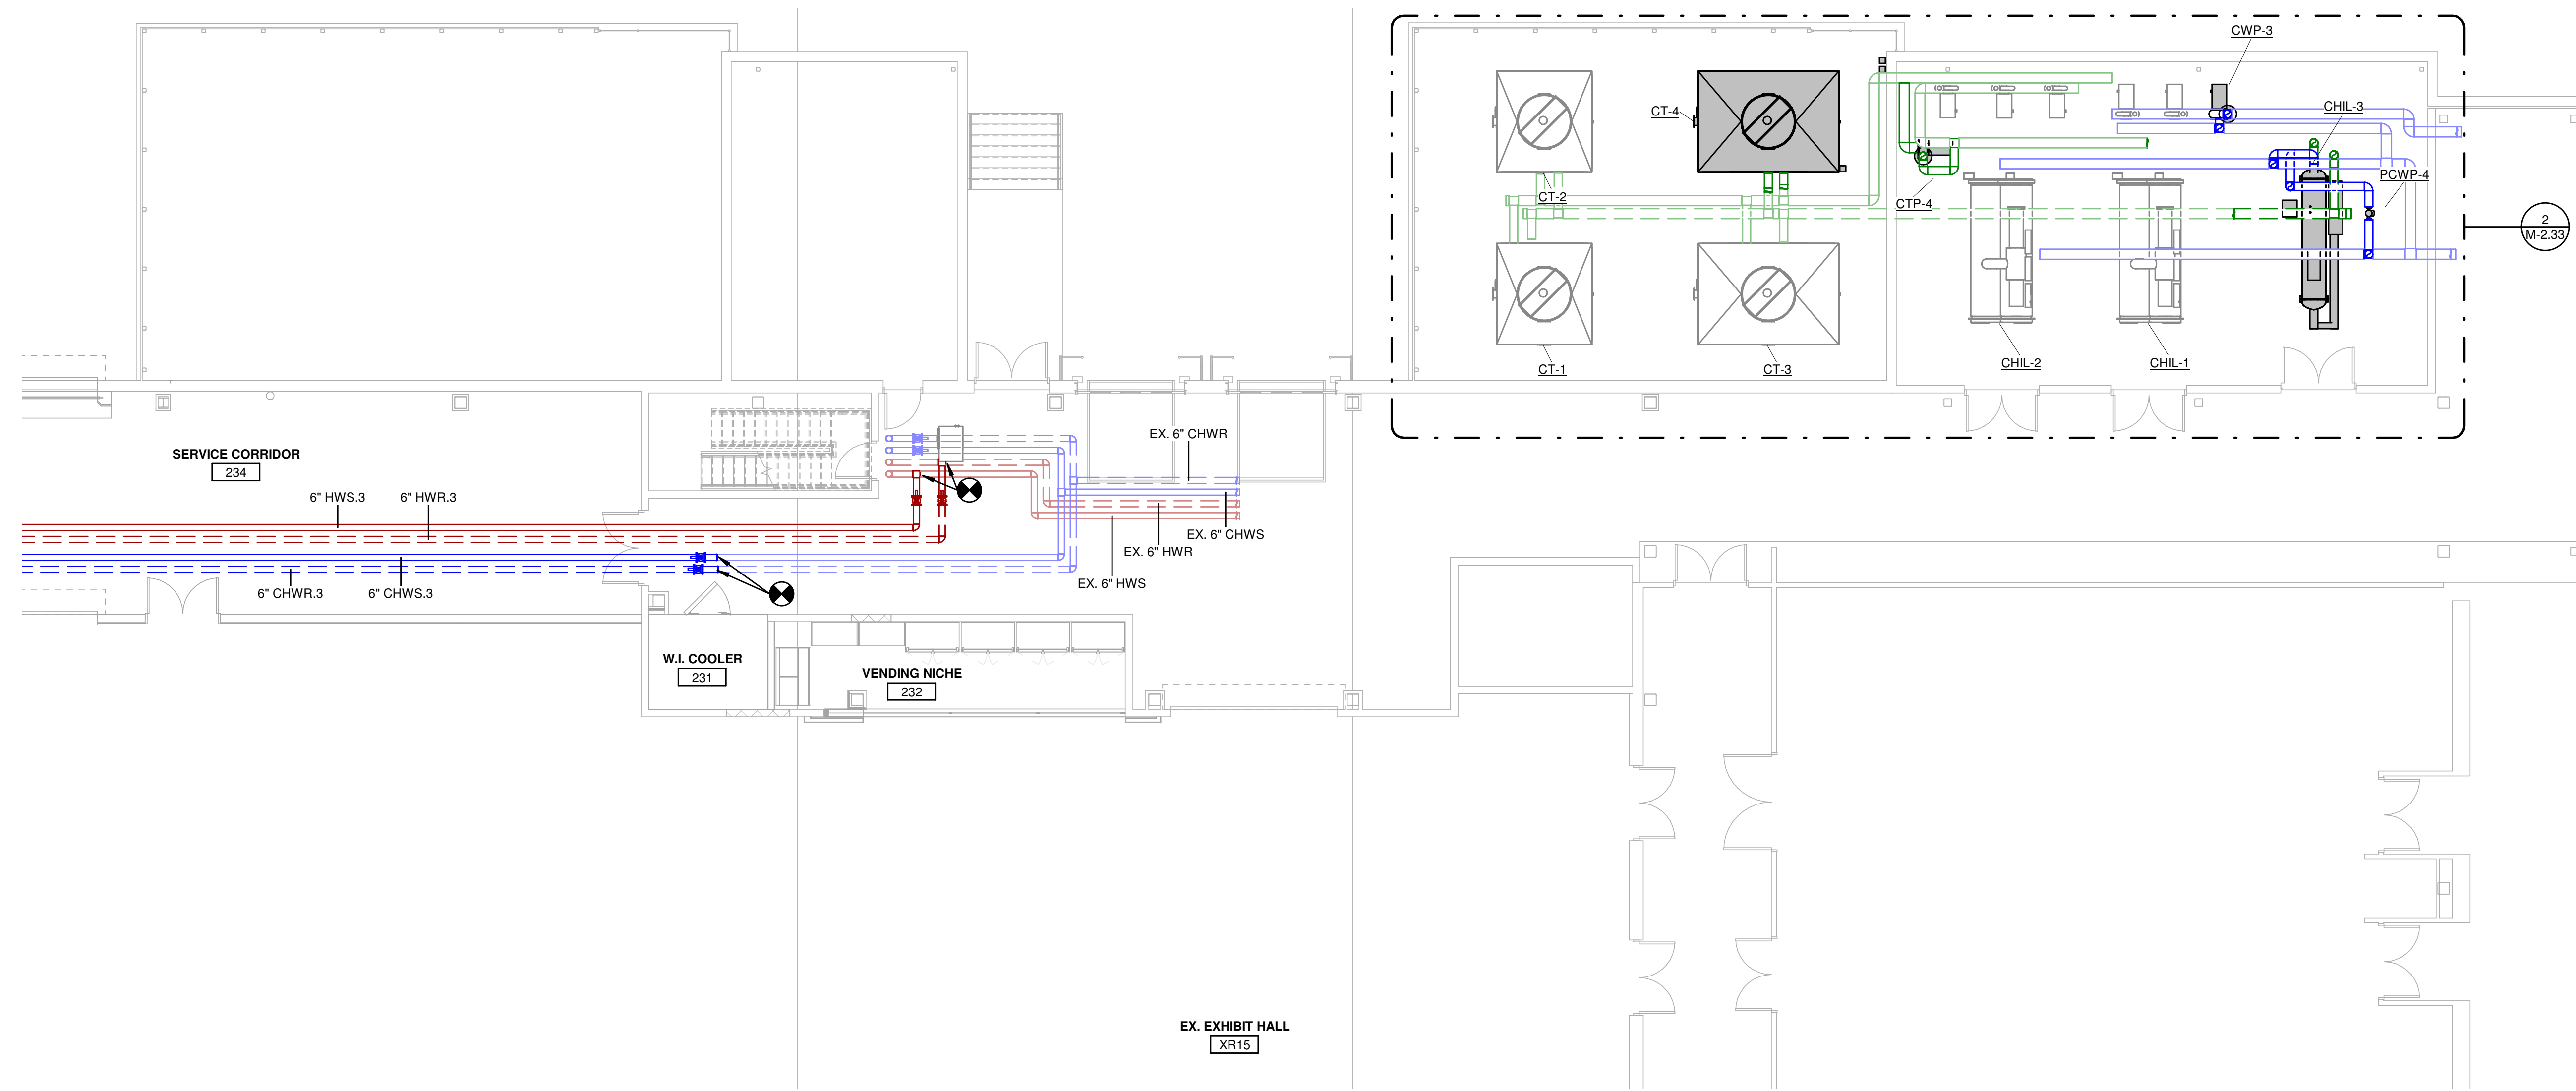 CWP-3
CT-4
CHIL-3
PCWP-4
CT-2
CTP-4
2
M-2.33
CT-1
CT-3
CHIL-2
CHIL-1
EX. 6" CHWR
SERVICE CORRIDOR
234
6" HWS.3
6" HWR.3
EX. 6" CHWS
EX. 6" HWR
EX. 6" HWS
6" CHWR.3
6" CHWS.3
W.I. COOLER
231
VENDING NICHE
232
EX. EXHIBIT HALL
XR15